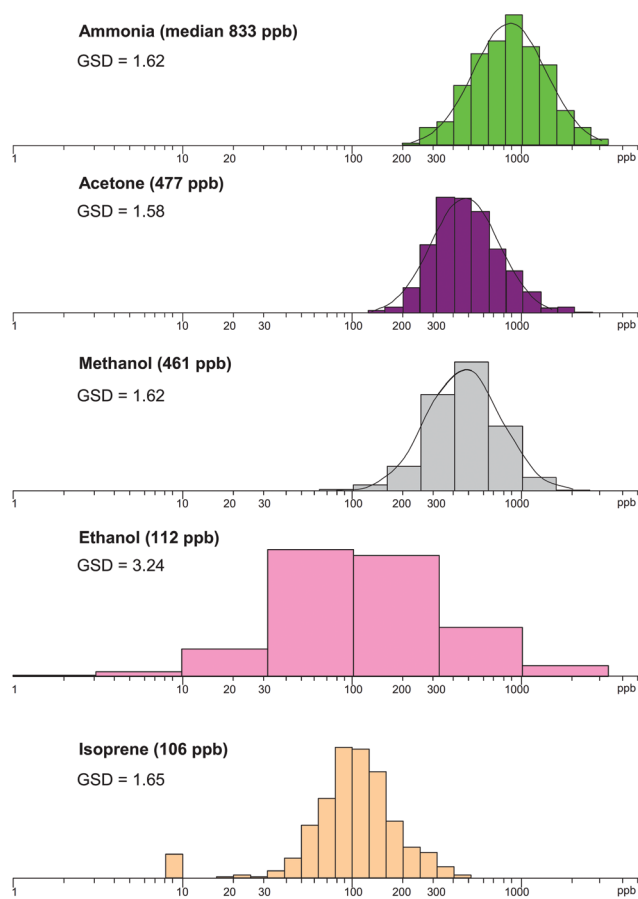 Ammonia (median 833 ppb)
GSD = 1.62
1 10 20 30 100 200 300 1000 ppb
Acetone (477 ppb)
GSD = 1.58
1 10 20 30 100 200 300 1000 ppb
Methanol (461 ppb)
GSD = 1.62
1 10 20 30 100 200 300 1000 ppb
Ethanol (112 ppb)
GSD = 3.24
1 10 20 30 100 200 300 1000 ppb
Isoprene (106 ppb)
GSD = 1.65
1 10 20 30 100 200 300 1000 ppb